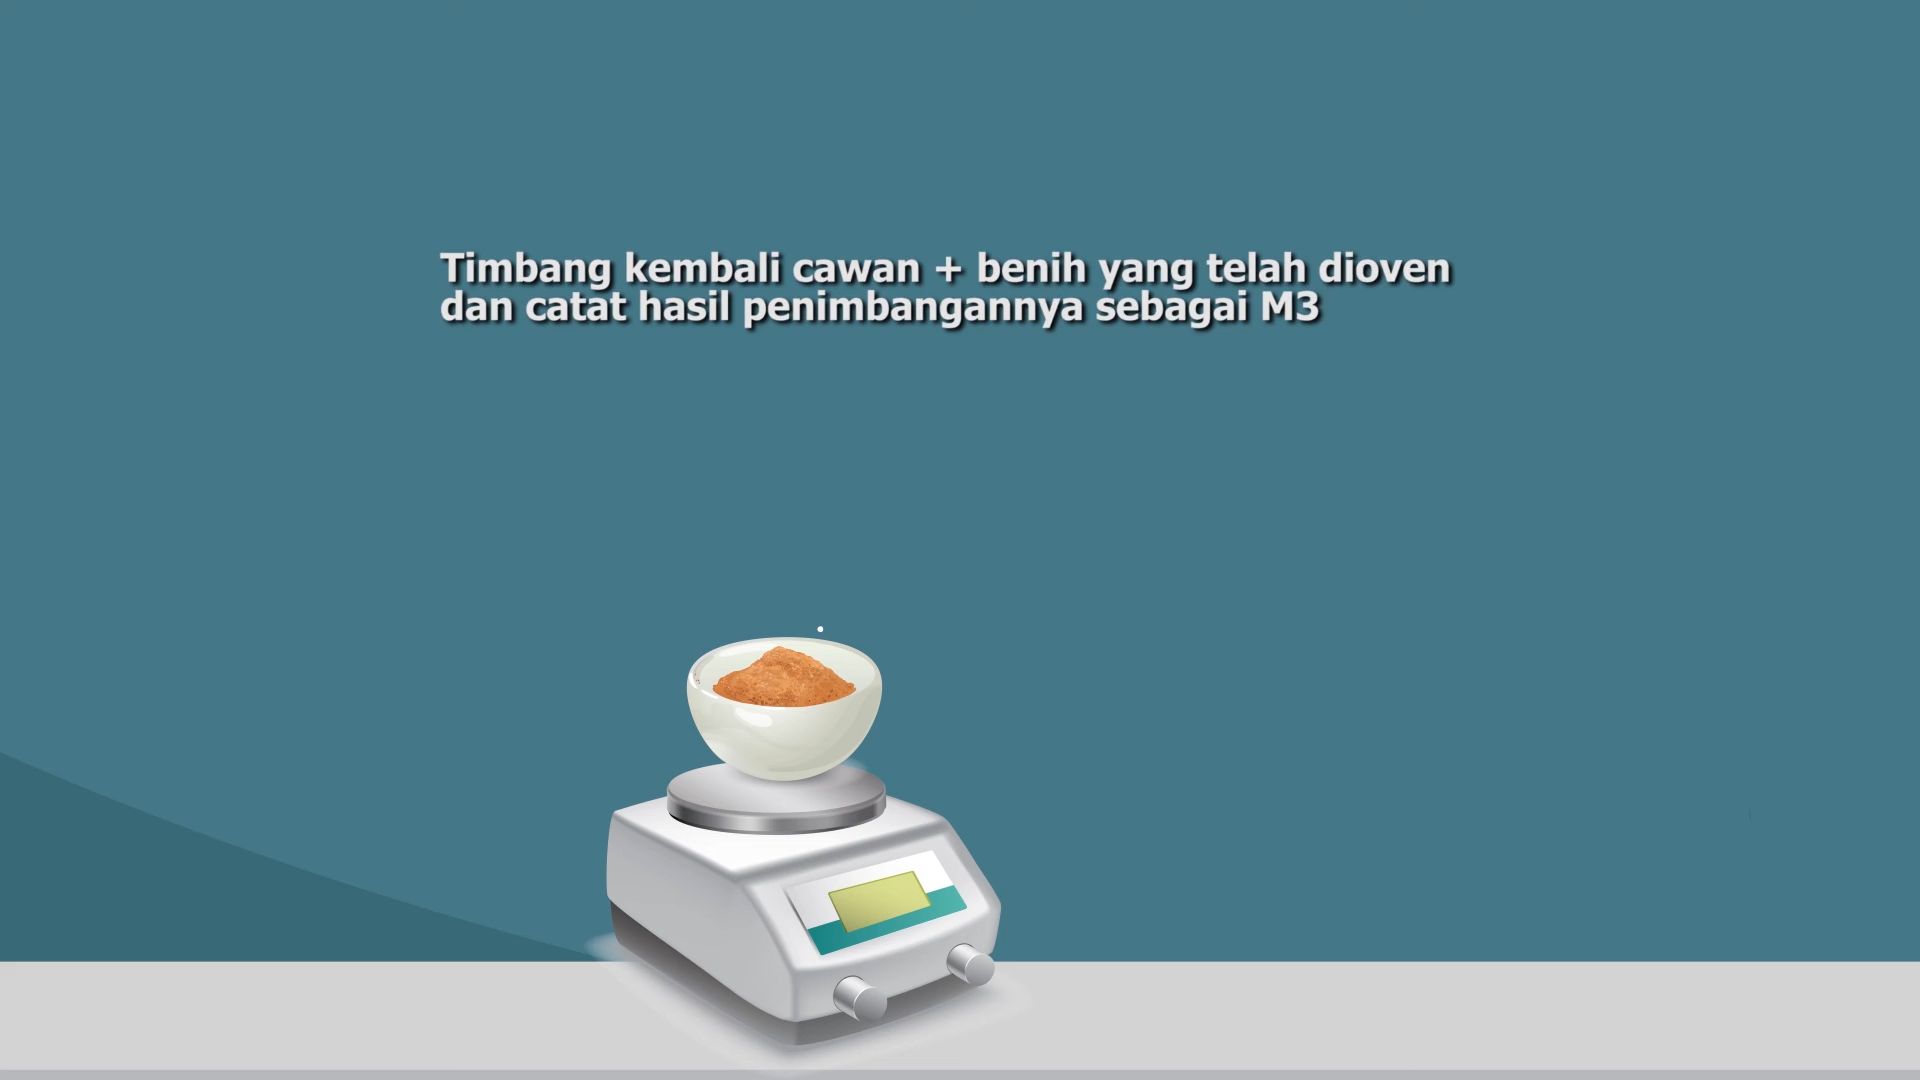 Timbang kembali cawan + benih yang telah dioven
dan catat hasil penimbangannya sebagai M3